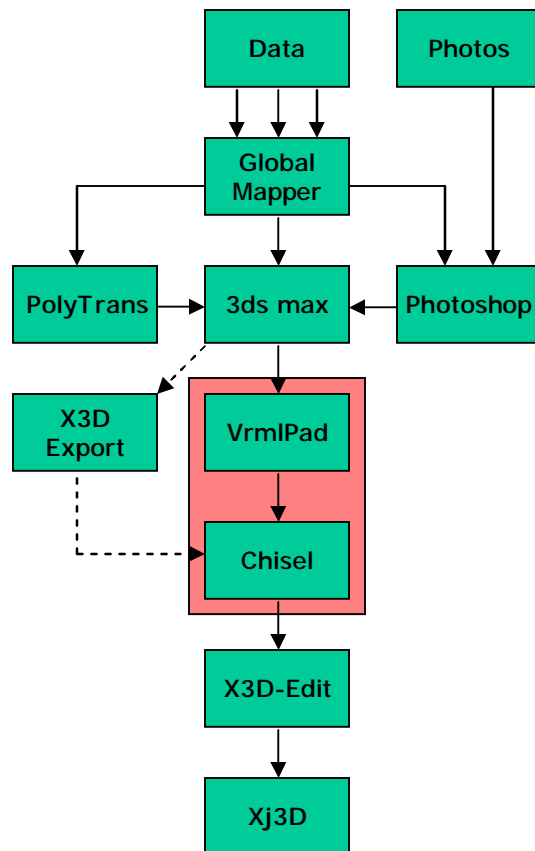 Data
Photos
Global
Mapper
PolyTrans
3ds max
Photoshop
X3D
Export
VrmlPad
Chisel
X3D-Edit
Xj3D